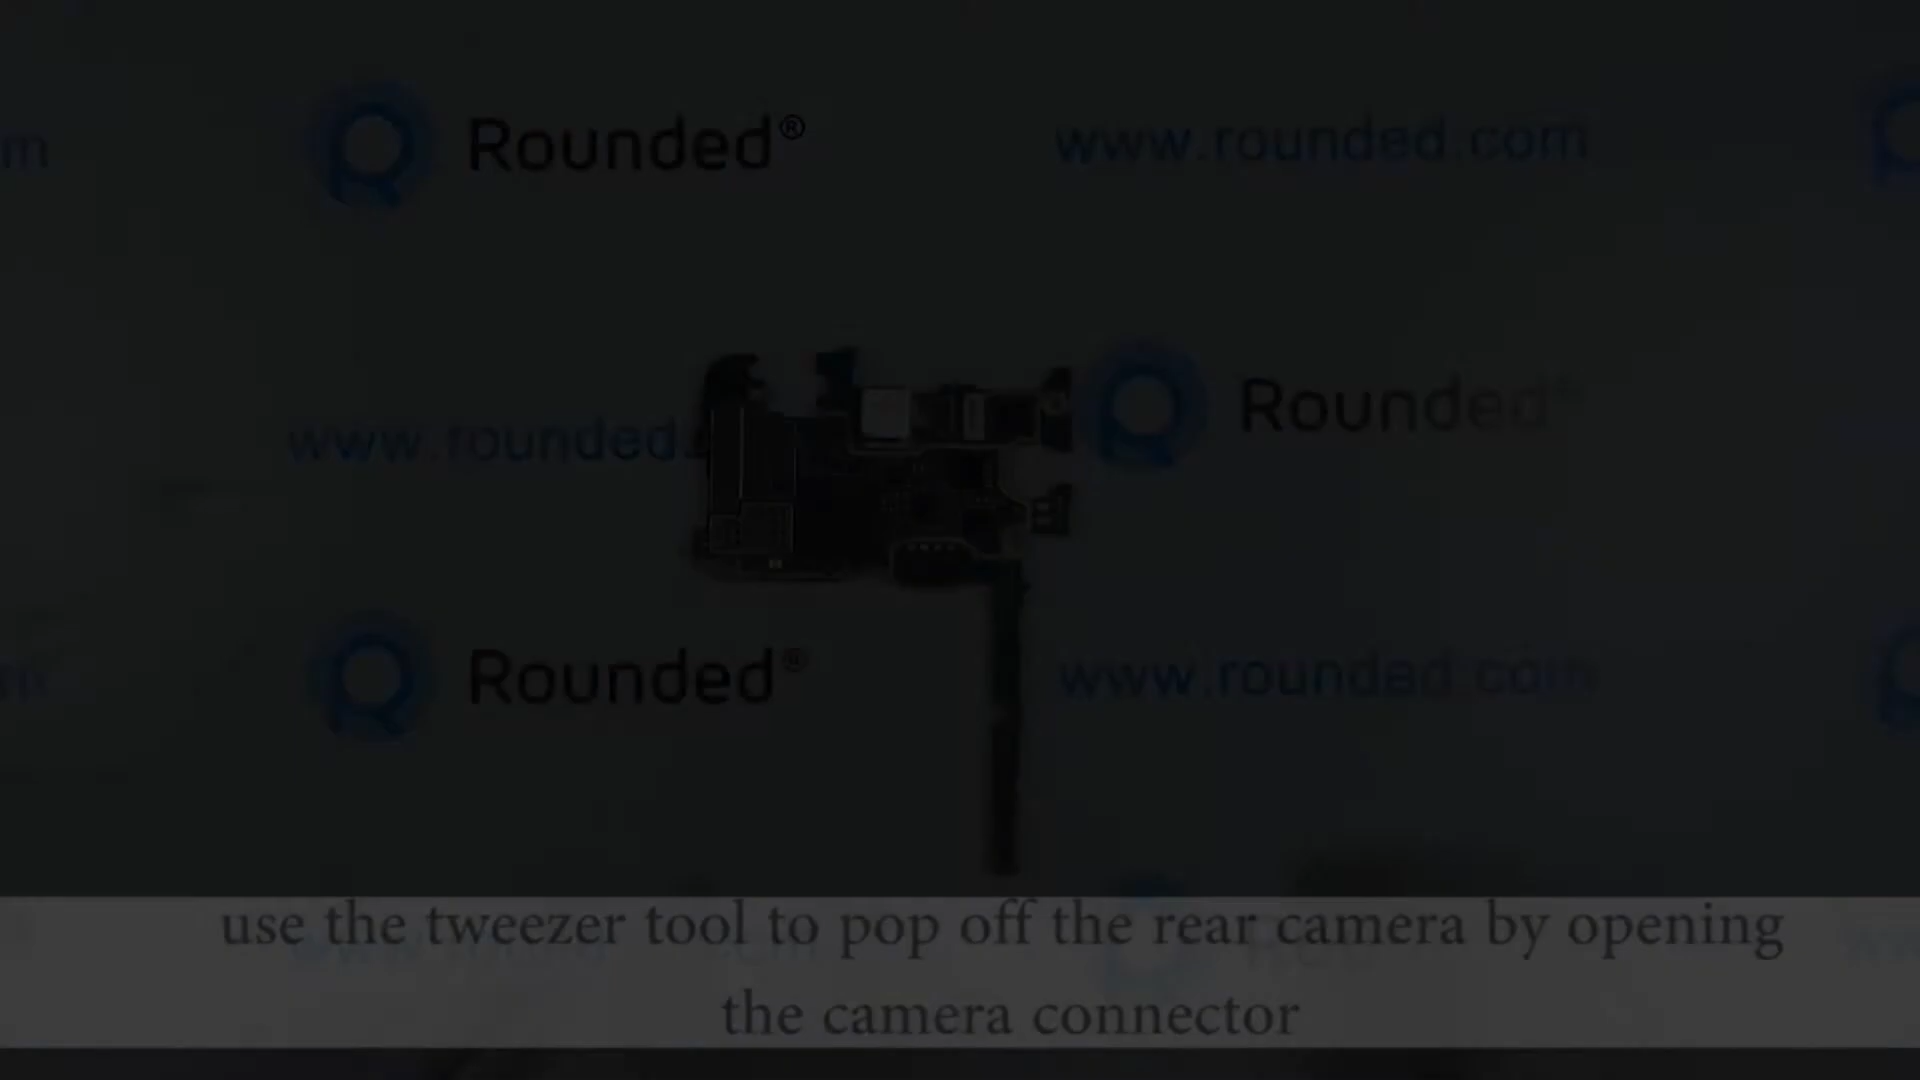 m Rounded® www.rounded.com
www.rounded. Rounded®
Rounded® www.rounded.com
use the tweezer tool to pop off the rear camera by opening
the camera connector